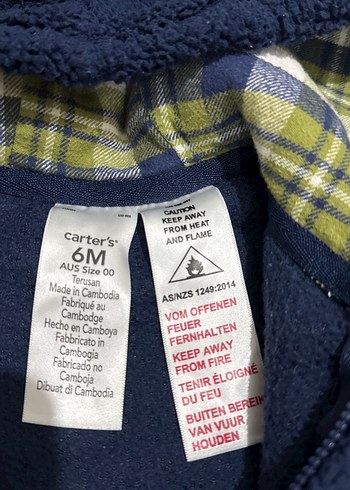 carter's®
6M
AUS Size 00
Terusan
Made in Cambodia
Fabriqué au
Cambodge
Hecho en Camboya
Fabbricato in
Cambogia
Fabricado no
Camboja
Dibuat di Cambodia
CAUTION
KEEP AWAY
FROM HEAT
AND FLAME
AS/NZS 1249:2014
VOM OFFENEN
FEUER
FERNHALTEN
KEEP AWAY
FROM FIRE
TENIR ÉLOIGNÉ
DU FEU
BUITEN BEREIK
VAN VUUR
HOUDEN